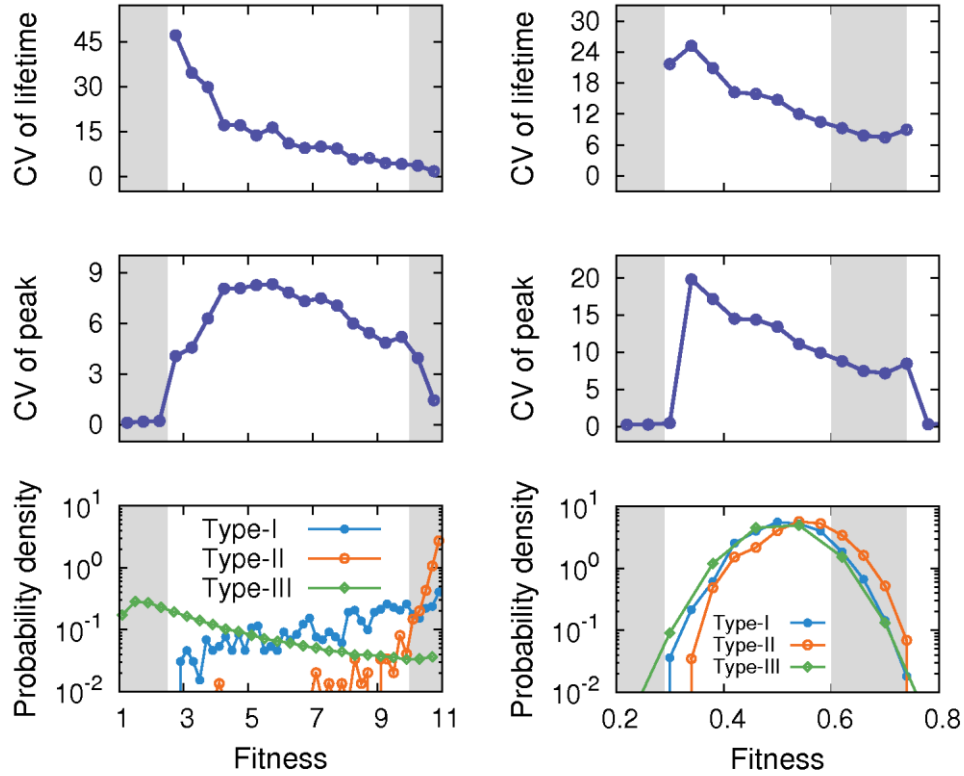 CV of lifetime
45
30
15
0
CV of lifetime
30
24
18
12
6
0
CV of peak
9
6
3
0
CV of peak
20
15
10
5
0
Probability density
10^1
10^0
10^-1
10^-2
Type-I
Type-II
Type-III
1 3 5 7 9 11
Fitness
Probability density
10^1
10^0
10^-1
10^-2
Type-I
Type-II
Type-III
0.2 0.4 0.6 0.8
Fitness